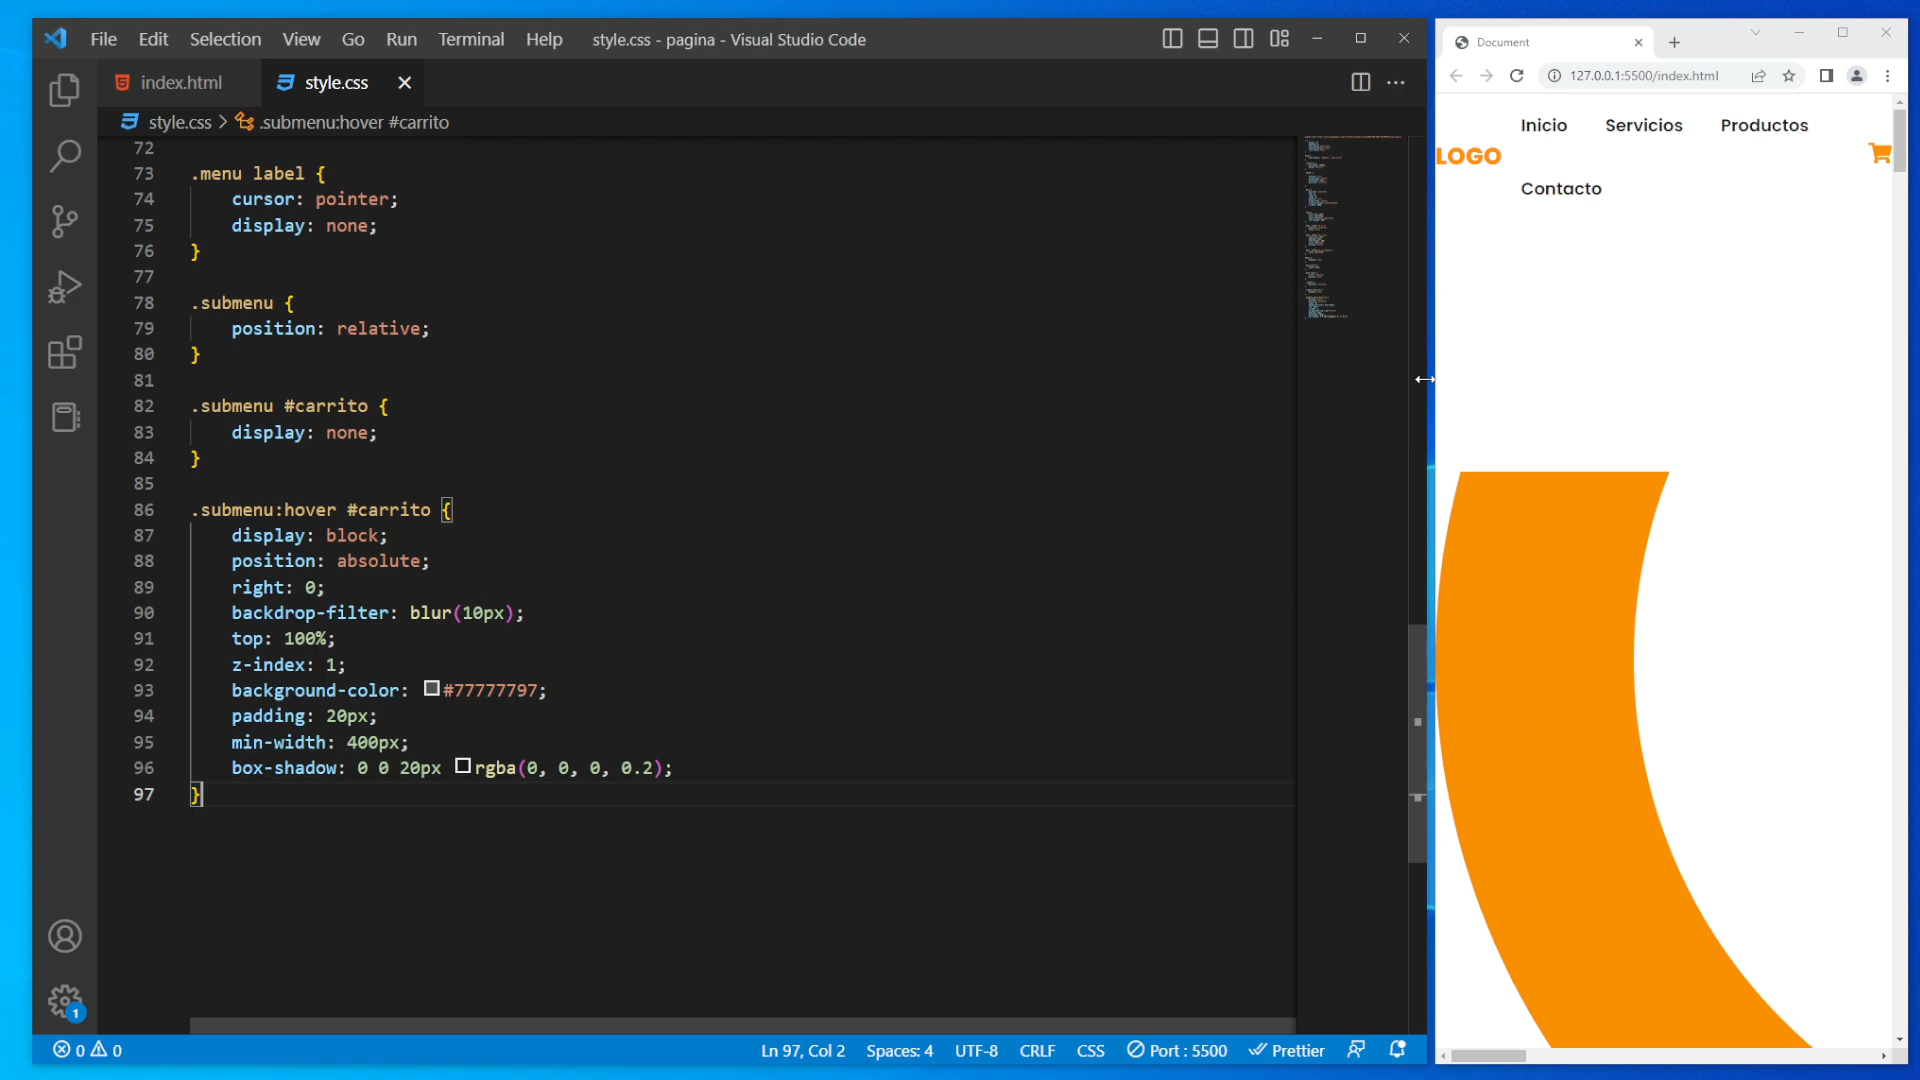 File Edit Selection View Go Run Terminal Help style.css - pagina - Visual Studio Code
index.html style.css
style.css > .submenu:hover #carrito
72
73 .menu label {
74 cursor: pointer;
75 display: none;
76 }
77
78 .submenu {
79 position: relative;
80 }
81
82 .submenu #carrito {
83 display: none;
84 }
85
86 .submenu:hover #carrito {
87 display: block;
88 position: absolute;
89 right: 0;
90 backdrop-filter: blur(10px);
91 top: 100%;
92 z-index: 1;
93 background-color: #77777797;
94 padding: 20px;
95 min-width: 400px;
96 box-shadow: 0 0 20px rgba(0, 0, 0, 0.2);
97 }
1
0 0 Ln 97, Col 2 Spaces: 4 UTF-8 CRLF CSS Port : 5500 Prettier
Document
127.0.0.1:5500/index.html
Inicio Servicios Productos
LOGO
Contacto